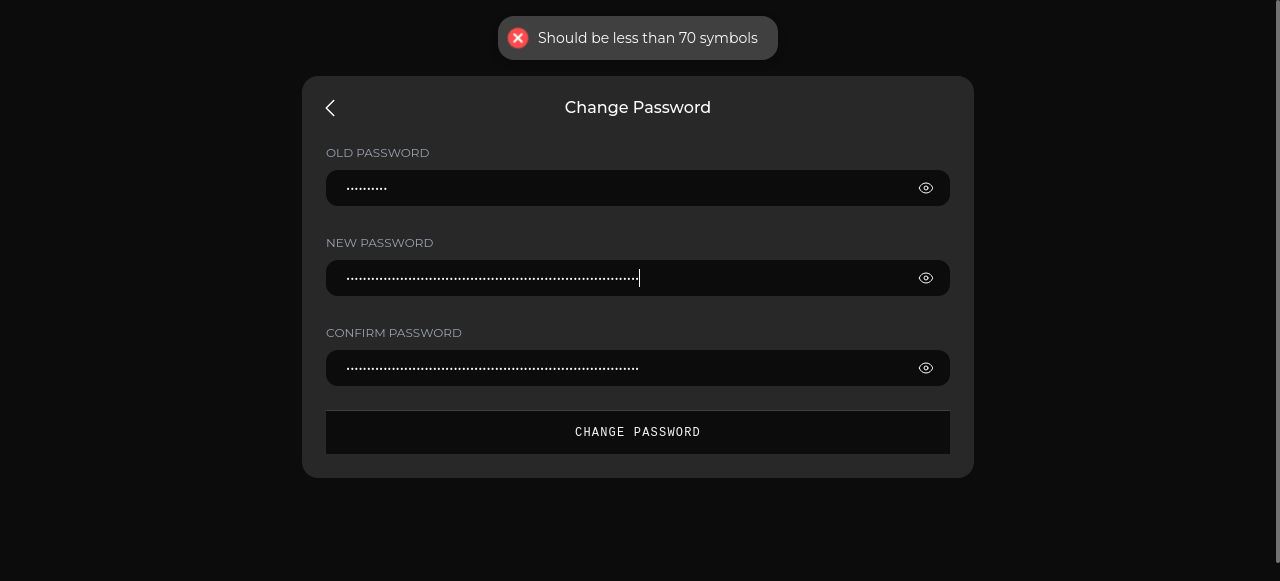 Should be less than 70 symbols
Change Password
OLD PASSWORD
NEW PASSWORD
CONFIRM PASSWORD
CHANGE PASSWORD